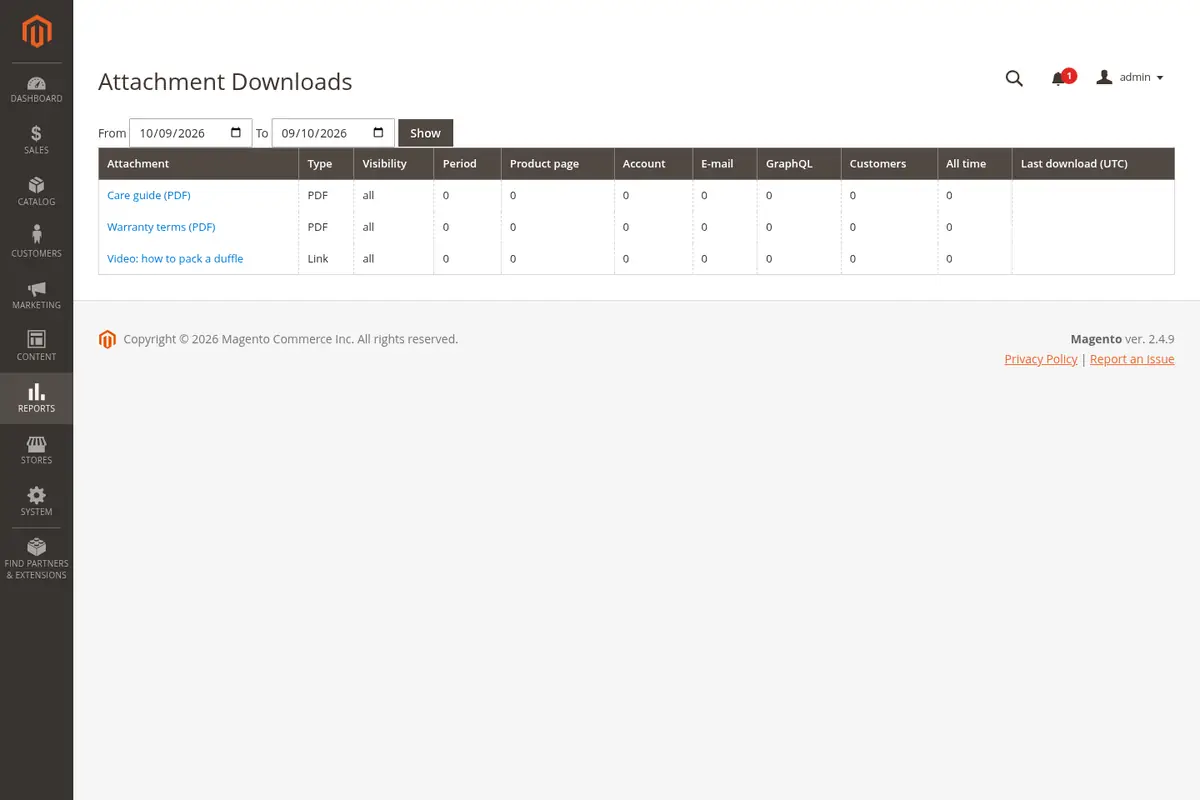 DASHBOARD
SALES
CATALOG
CUSTOMERS
MARKETING
CONTENT
REPORTS
STORES
SYSTEM
FIND PARTNERS
& EXTENSIONS
Attachment Downloads
1
admin
From 10/09/2026 To 09/10/2026 Show
Attachment Type Visibility Period Product page Account E-mail GraphQL Customers All time Last download (UTC)
Care guide (PDF) PDF all 0 0 0 0 0 0 0
Warranty terms (PDF) PDF all 0 0 0 0 0 0 0
Video: how to pack a duffle Link all 0 0 0 0 0 0 0
Copyright © 2026 Magento Commerce Inc. All rights reserved.
Magento ver. 2.4.9
Privacy Policy | Report an Issue